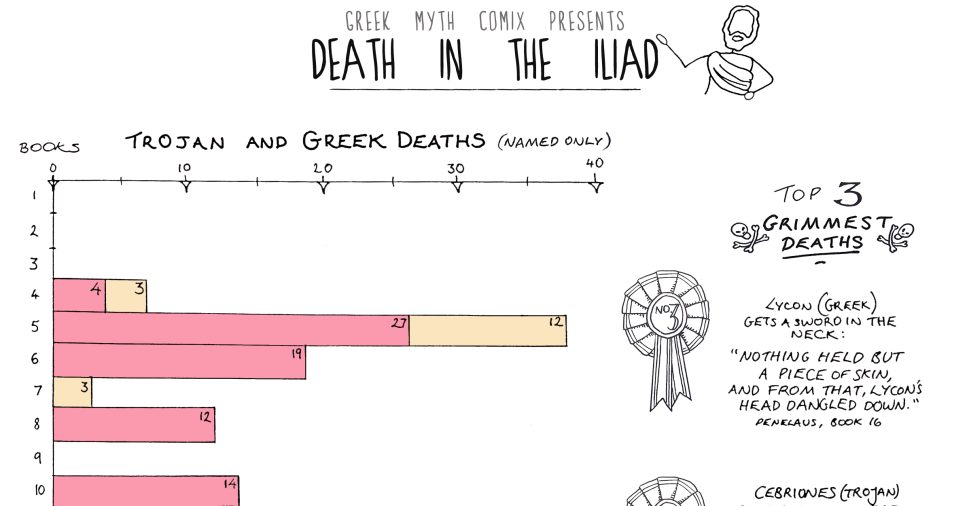 GREEK MYTH COMIX PRESENTS
DEATH IN THE ILIAD
BOOKS
TROJAN AND GREEK DEATHS (NAMED ONLY)
0 10 20 30 40
1
2
3
4 4 3
5 27 12
6 19
7 3
8 12
9
10 14
TOP 3
GRIMMEST
DEATHS
NO. 3
LYCON (GREEK)
GETS A SWORD IN THE
NECK:
"NOTHING HELD BUT
A PIECE OF SKIN,
AND FROM THAT, LYCON'S
HEAD DANGLED DOWN."
PENELAUS, BOOK 16
CEBRIONES (TROJAN)